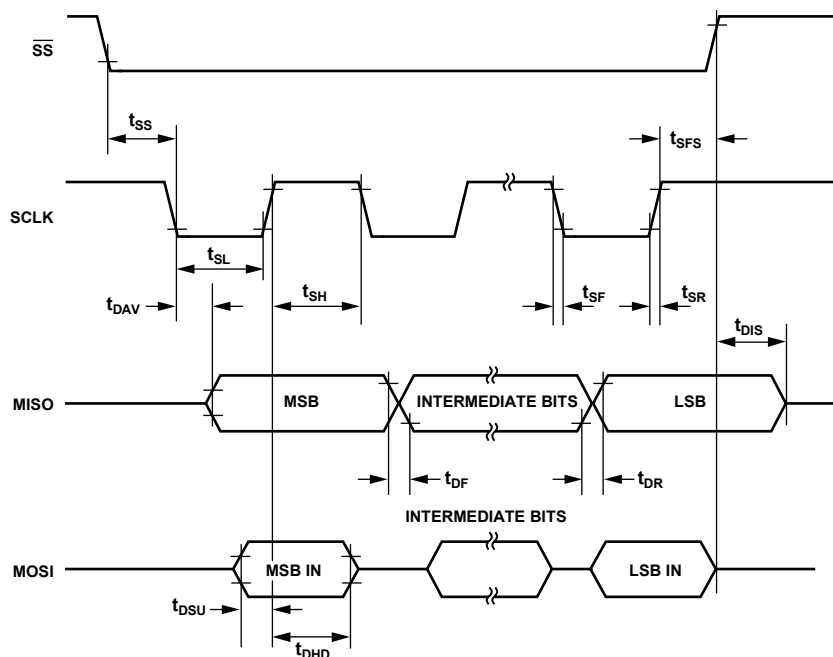 SS
tSS
tSFS
SCLK
tSL
tSH
tSF
tSR
tDAV
tDIS
MISO
MSB
INTERMEDIATE BITS
LSB
tDF
tDR
INTERMEDIATE BITS
MOSI
MSB IN
LSB IN
tDSU
tDHD